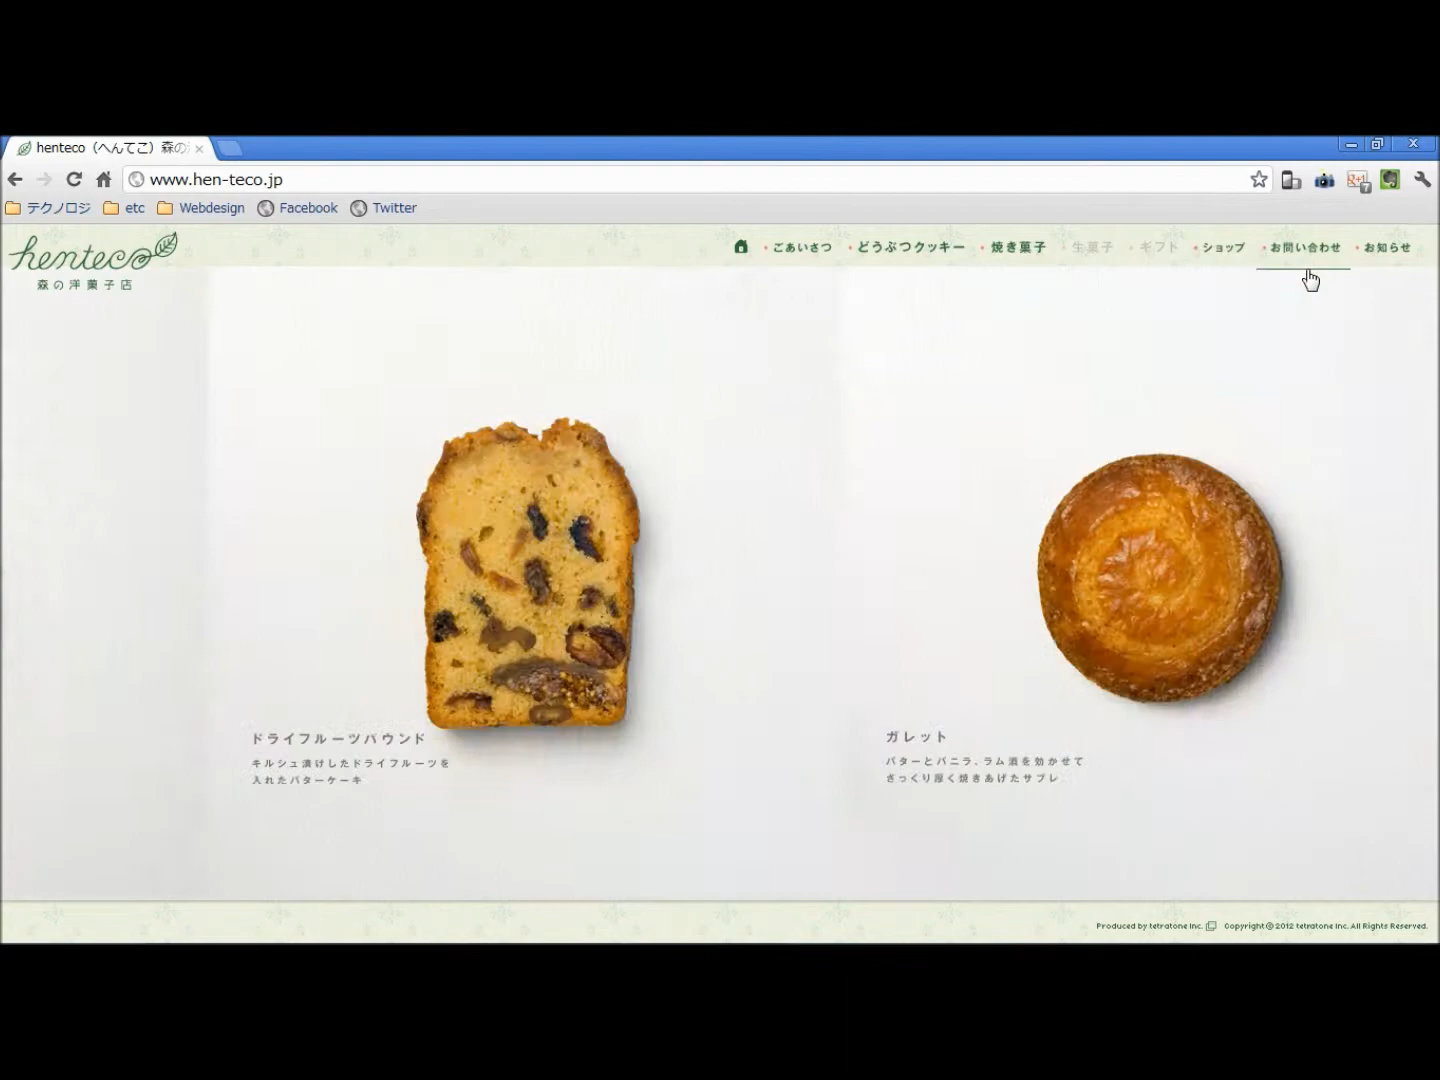 henteco（へんてこ）森の
www.hen-teco.jp
テクノロジ etc Webdesign Facebook Twitter
henteco
森の洋菓子店
ごあいさつ どうぶつクッキー 焼き菓子 生菓子 ギフト ショップ お問い合わせ お知らせ
ドライフルーツパウンド
キルシュ漬けしたドライフルーツを
入れたバターケーキ
ガレット
バターとバニラ、ラム酒を効かせて
ざっくり厚く焼きあげたサブレ
Produced by tetratone Inc. Copyright © 2012 tetratone Inc. All Rights Reserved.